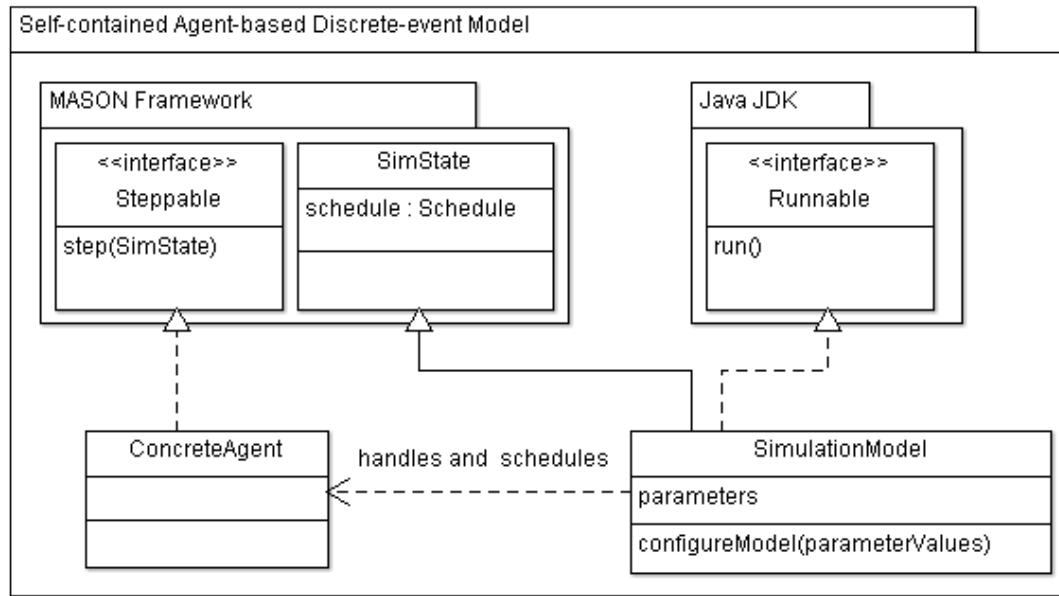 Self-contained Agent-based Discrete-event Model
MASON Framework
<<interface>>
Steppable
step(SimState)
SimState
schedule : Schedule
Java JDK
<<interface>>
Runnable
run()
ConcreteAgent
handles and schedules
SimulationModel
parameters
configureModel(parameterValues)